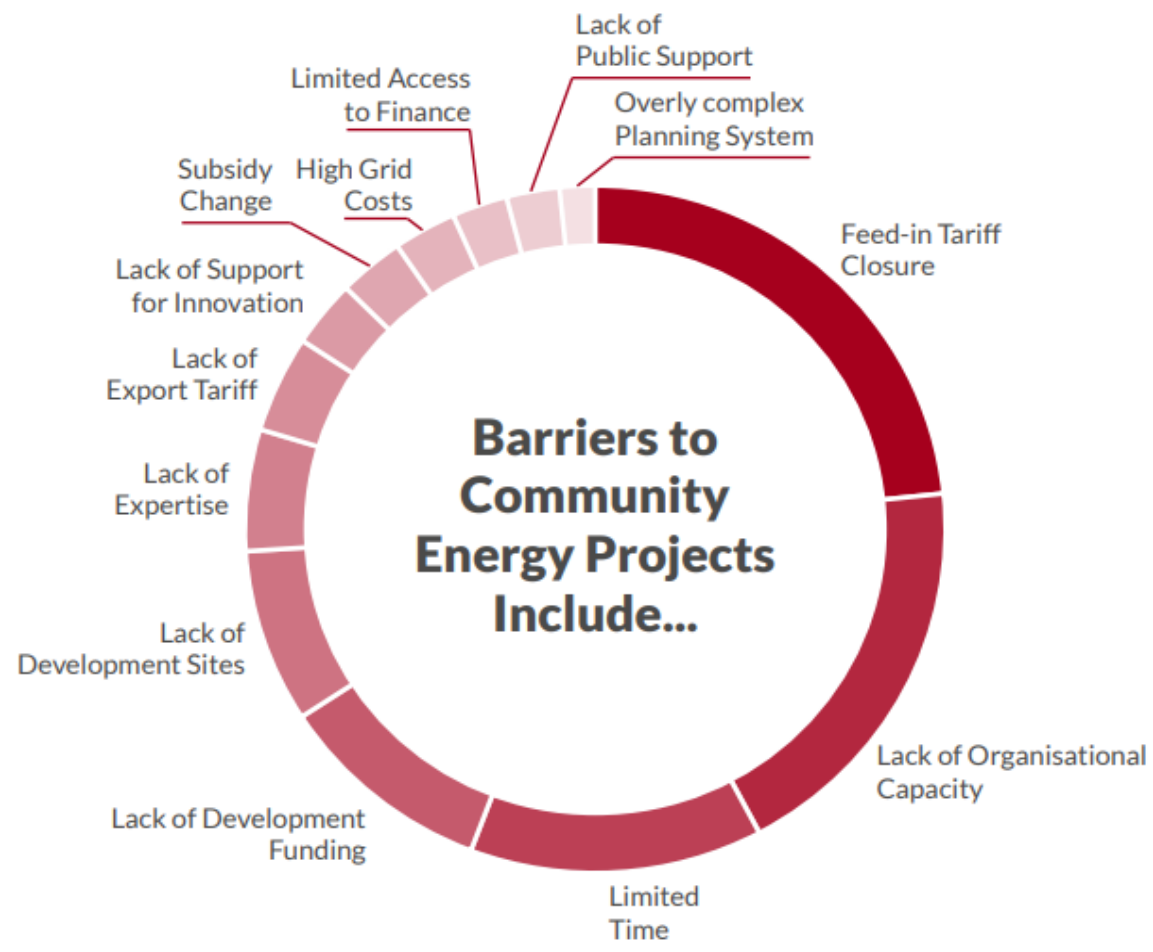 Lack of
Public Support
Limited Access
to Finance
Overly complex
Planning System
Subsidy
Change
High Grid
Costs
Feed-in Tariff
Closure
Lack of Support
for Innovation
Lack of
Export Tariff
Barriers to
Community
Energy Projects
Include...
Lack of
Expertise
Lack of
Development Sites
Lack of Organisational
Capacity
Lack of Development
Funding
Limited
Time